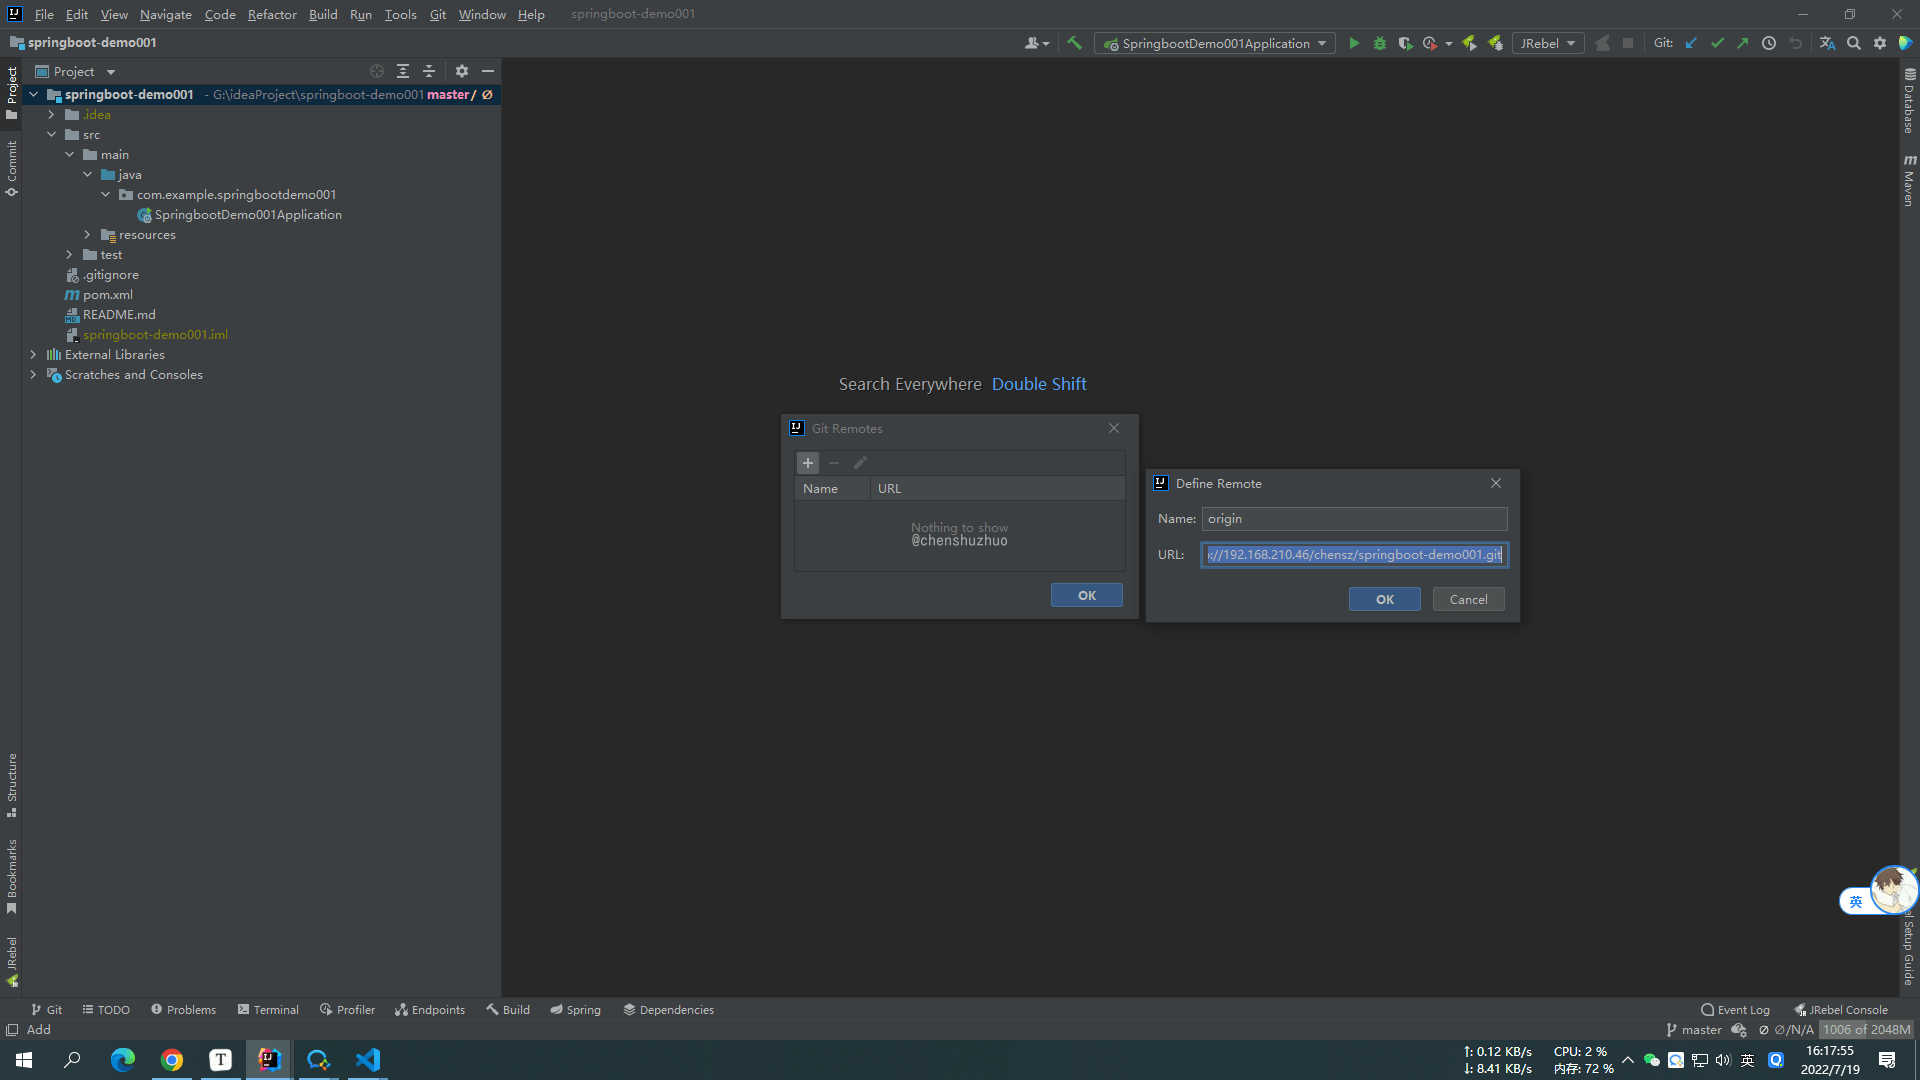 File Edit View Navigate Code Refactor Build Run Tools Git Window Help springboot-demo001
springboot-demo001
SpringbootDemo001Application
JRebel
Git:
Project
Project
springboot-demo001 - G:\ideaProject\springboot-demo001 master / Ø
.idea
src
main
java
com.example.springbootdemo001
SpringbootDemo001Application
resources
test
.gitignore
pom.xml
README.md
springboot-demo001.iml
External Libraries
Scratches and Consoles
Commit
Structure
Bookmarks
JRebel
Database
Maven
Setup Guide
Search Everywhere Double Shift
Git Remotes
Name URL
Nothing to show
@chenshuzhuo
OK
Define Remote
Name: origin
URL: ://192.168.210.46/chensz/springboot-demo001.git
OK Cancel
英
Git TODO Problems Terminal Profiler Endpoints Build Spring Dependencies Event Log JRebel Console
Add master Ø/N/A 1006 of 2048M
↑: 0.12 KB/s CPU: 2 % 16:17:55
↓: 8.41 KB/s 内存: 72 % 英 2022/7/19